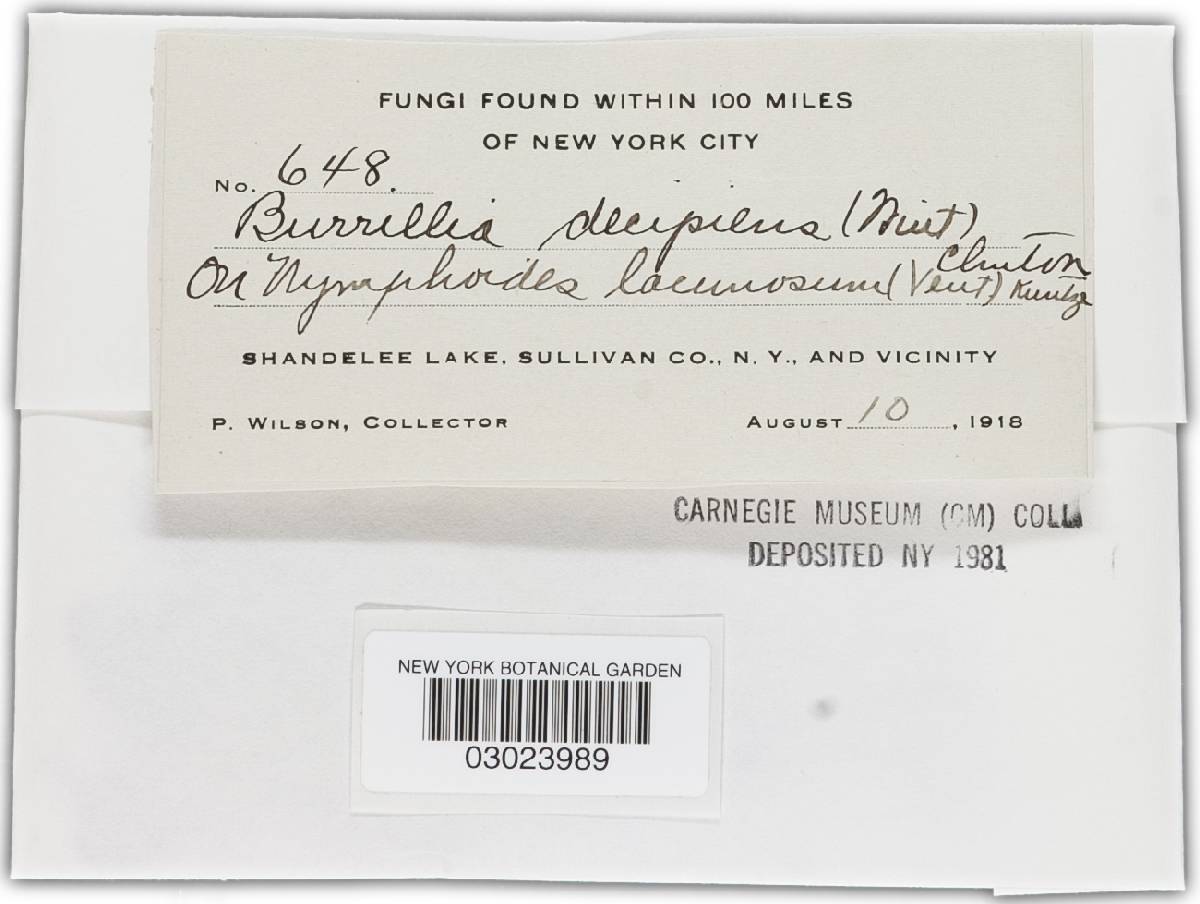 FUNGI FOUND WITHIN 100 MILES
OF NEW YORK CITY
No. 648.
Burrillia decipiens (Wint) Clinton
On Nymphoides lacunosum (Vent) Kuntze
SHANDELEE LAKE, SULLIVAN CO., N. Y., AND VICINITY
P. WILSON, COLLECTOR
AUGUST 10, 1918
CARNEGIE MUSEUM (CM) COLL
DEPOSITED NY 1981
NEW YORK BOTANICAL GARDEN
03023989